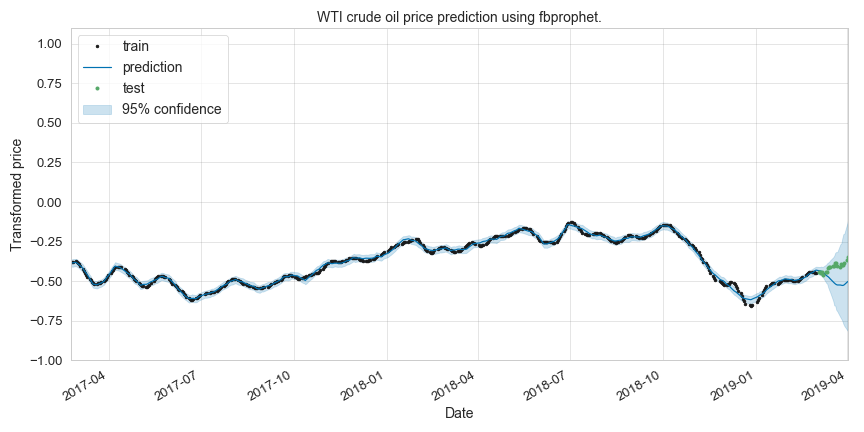 WTI crude oil price prediction using fbprophet.
train
prediction
test
95% confidence
Transformed price
1.00
0.75
0.50
0.25
0.00
−0.25
−0.50
−0.75
−1.00
2017-04
2017-07
2017-10
2018-01
2018-04
2018-07
2018-10
2019-01
2019-04
Date